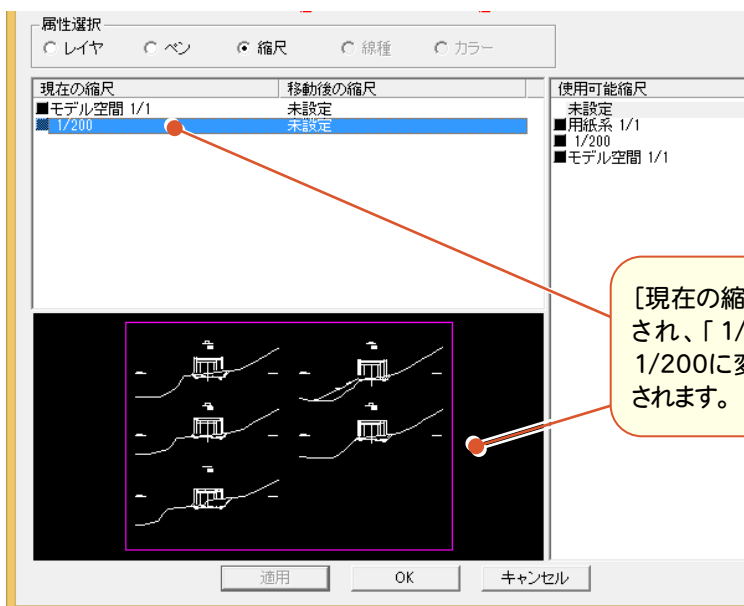 属性選択
レイヤ ペン 縮尺 線種 カラー
現在の縮尺 移動後の縮尺
■モデル空間 1/1 未設定
■ 1/200 未設定
使用可能縮尺
未設定
■用紙系 1/1
■ 1/200
■モデル空間 1/1
[現在の縮
され、「 1/
1/200に変
されます。
適用 OK キャンセル